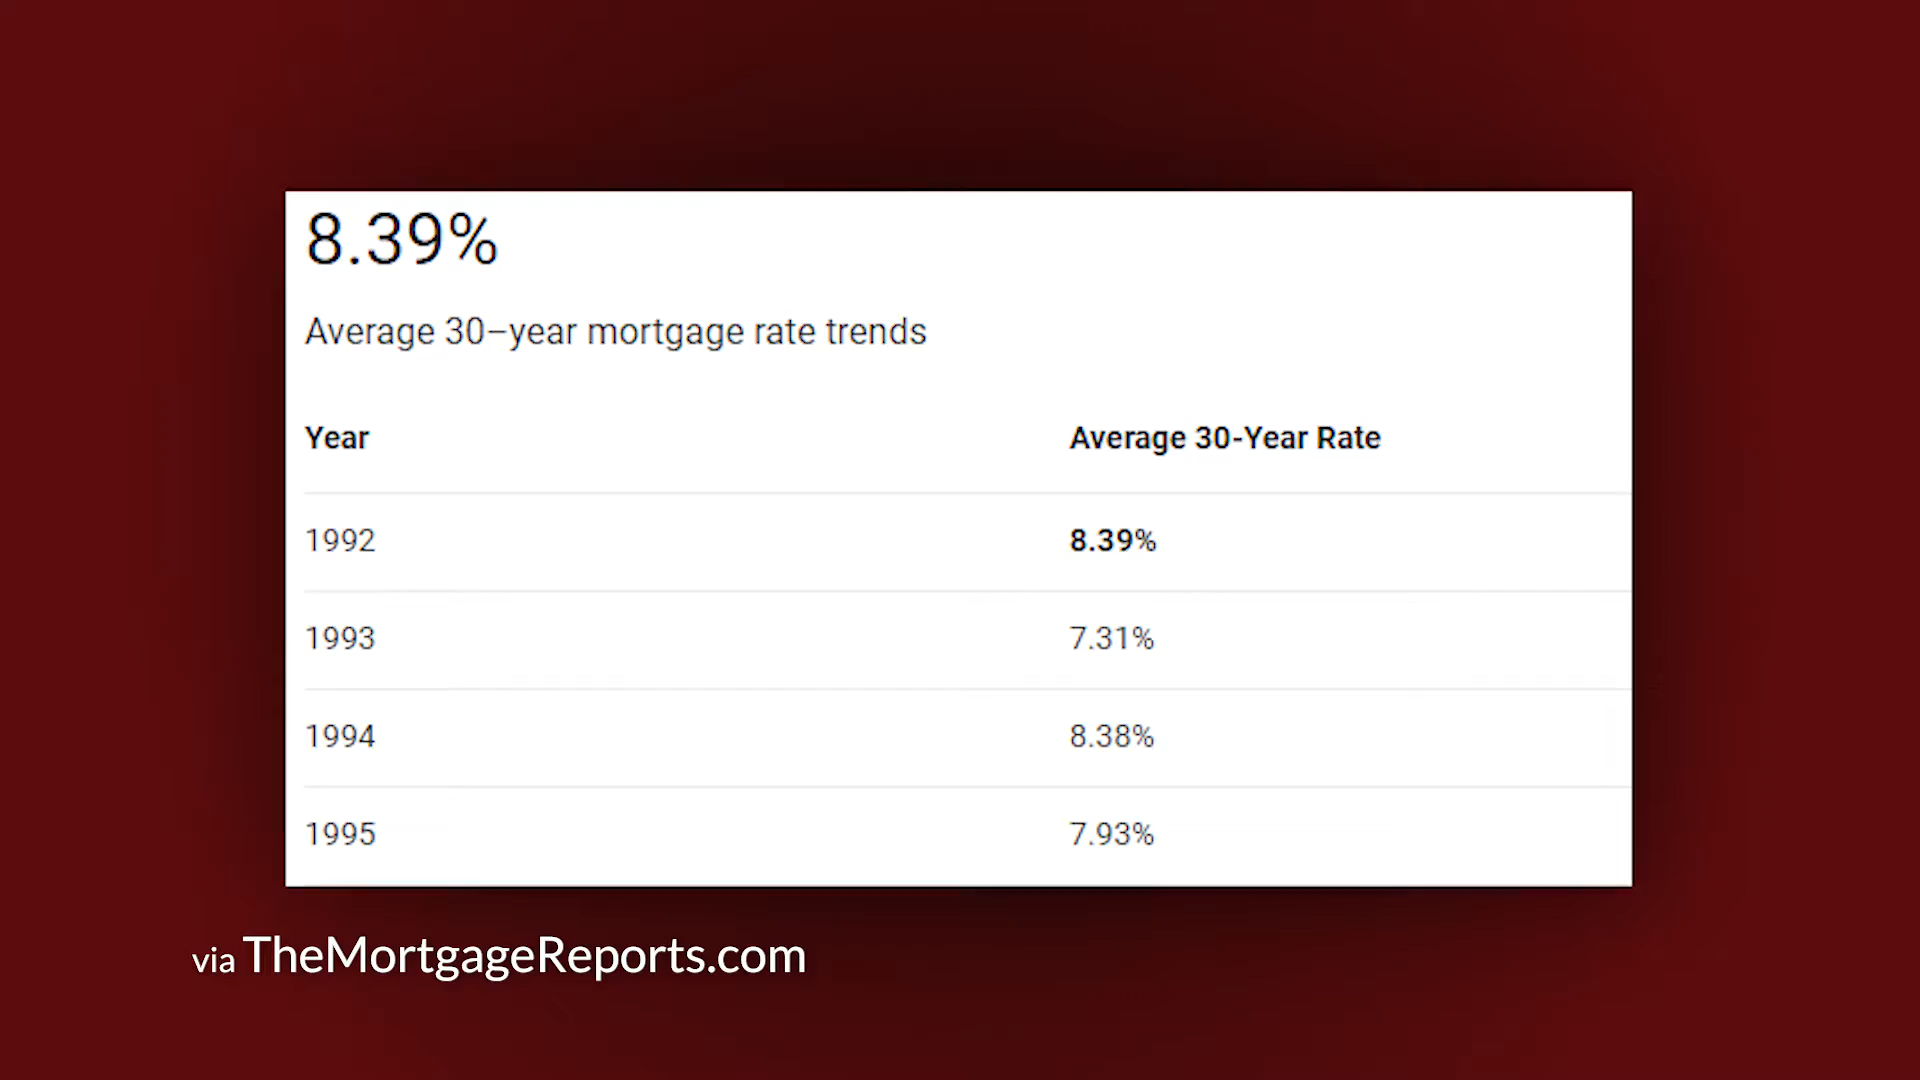 8.39%
Average 30–year mortgage rate trends
Year Average 30-Year Rate
1992 8.39%
1993 7.31%
1994 8.38%
1995 7.93%
via TheMortgageReports.com